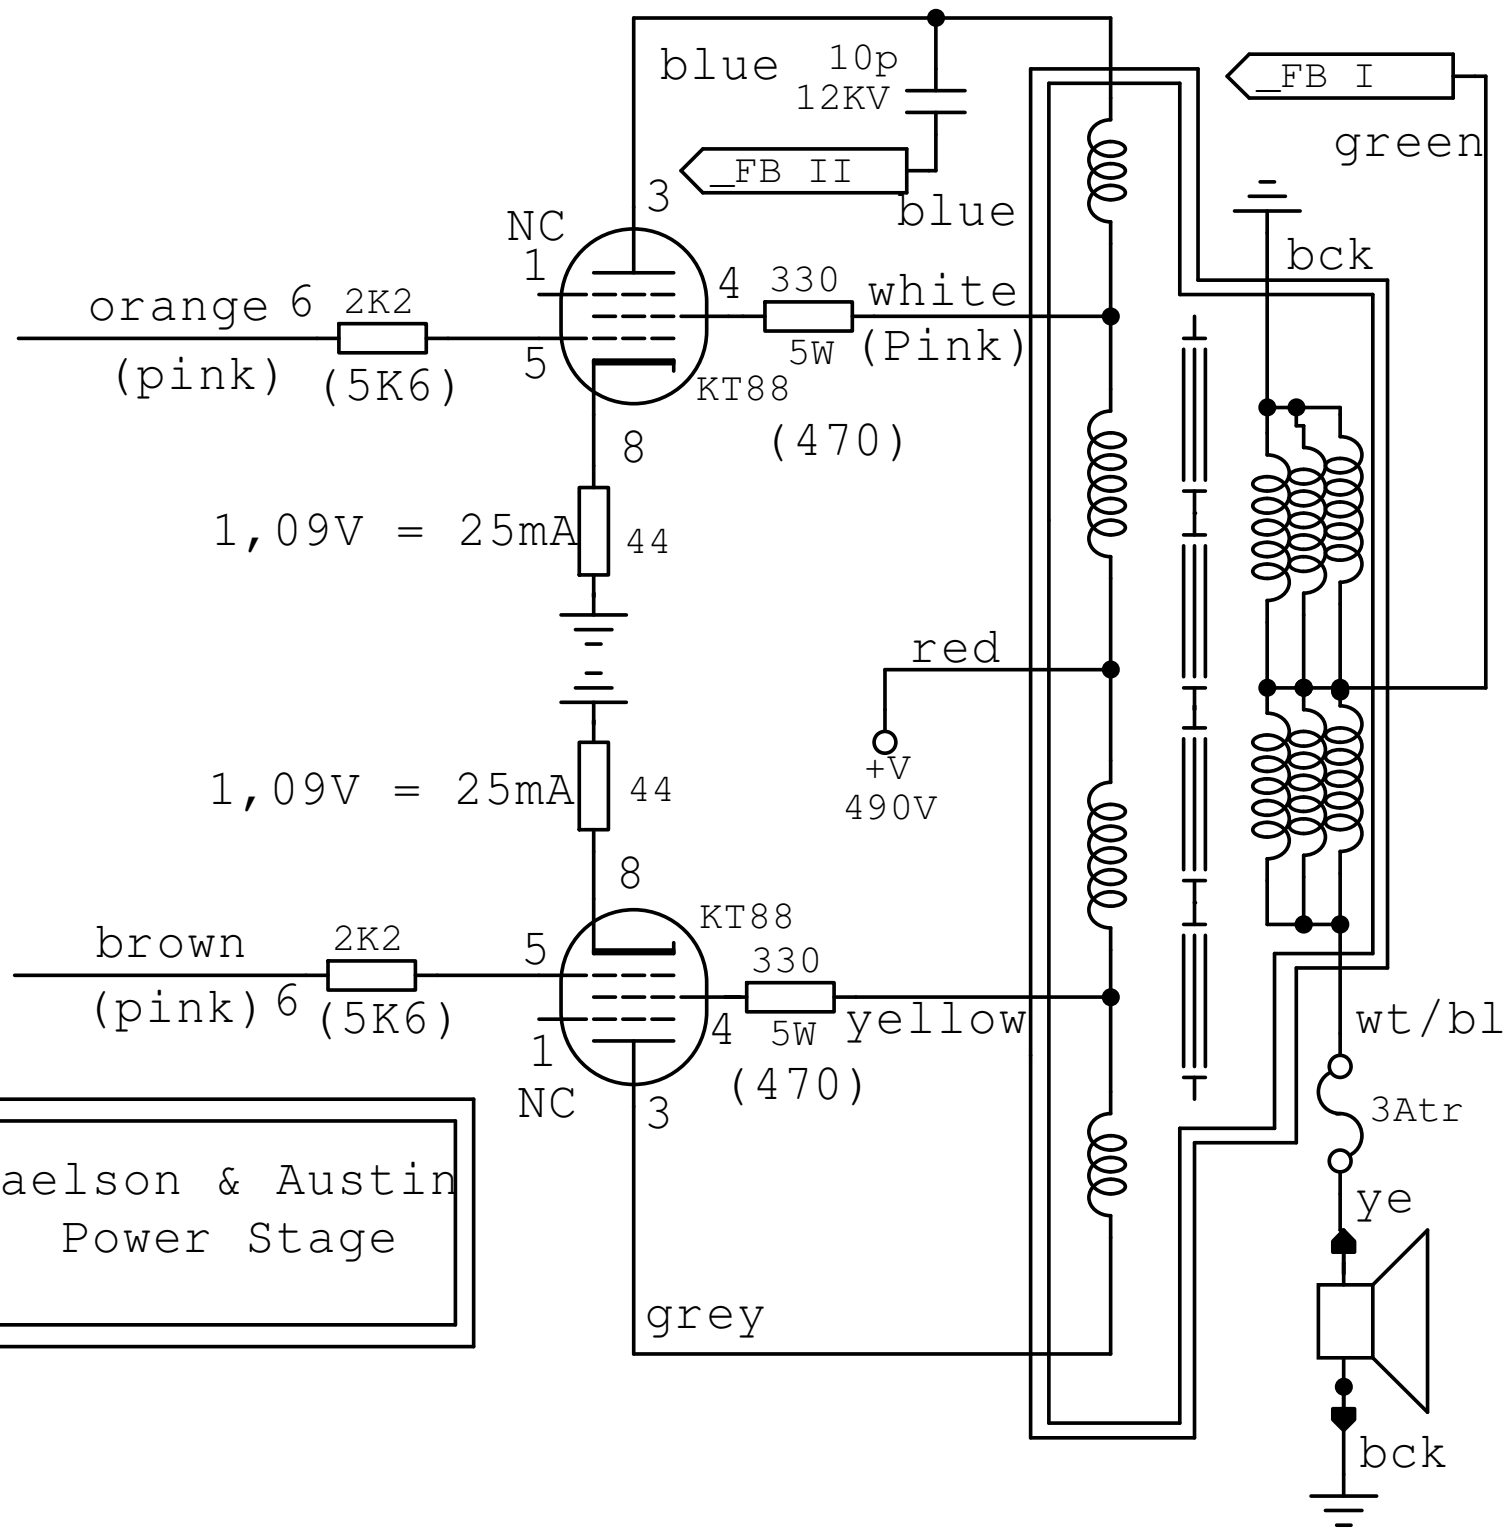 blue
10p
12KV
_FB I
green
_FB II
blue
3
NC
1
bck
orange 6
2K2
4
330
white
(pink)
(5K6)
5
5W
(Pink)
KT88
(470)
8
1,09V = 25mA
44
red
+V
490V
1,09V = 25mA
44
8
KT88
brown
2K2
5
330
(pink) 6
(5K6)
4
5W
yellow
wt/bl
1
NC
3
(470)
3Atr
aelson & Austin
Power Stage
ye
grey
bck